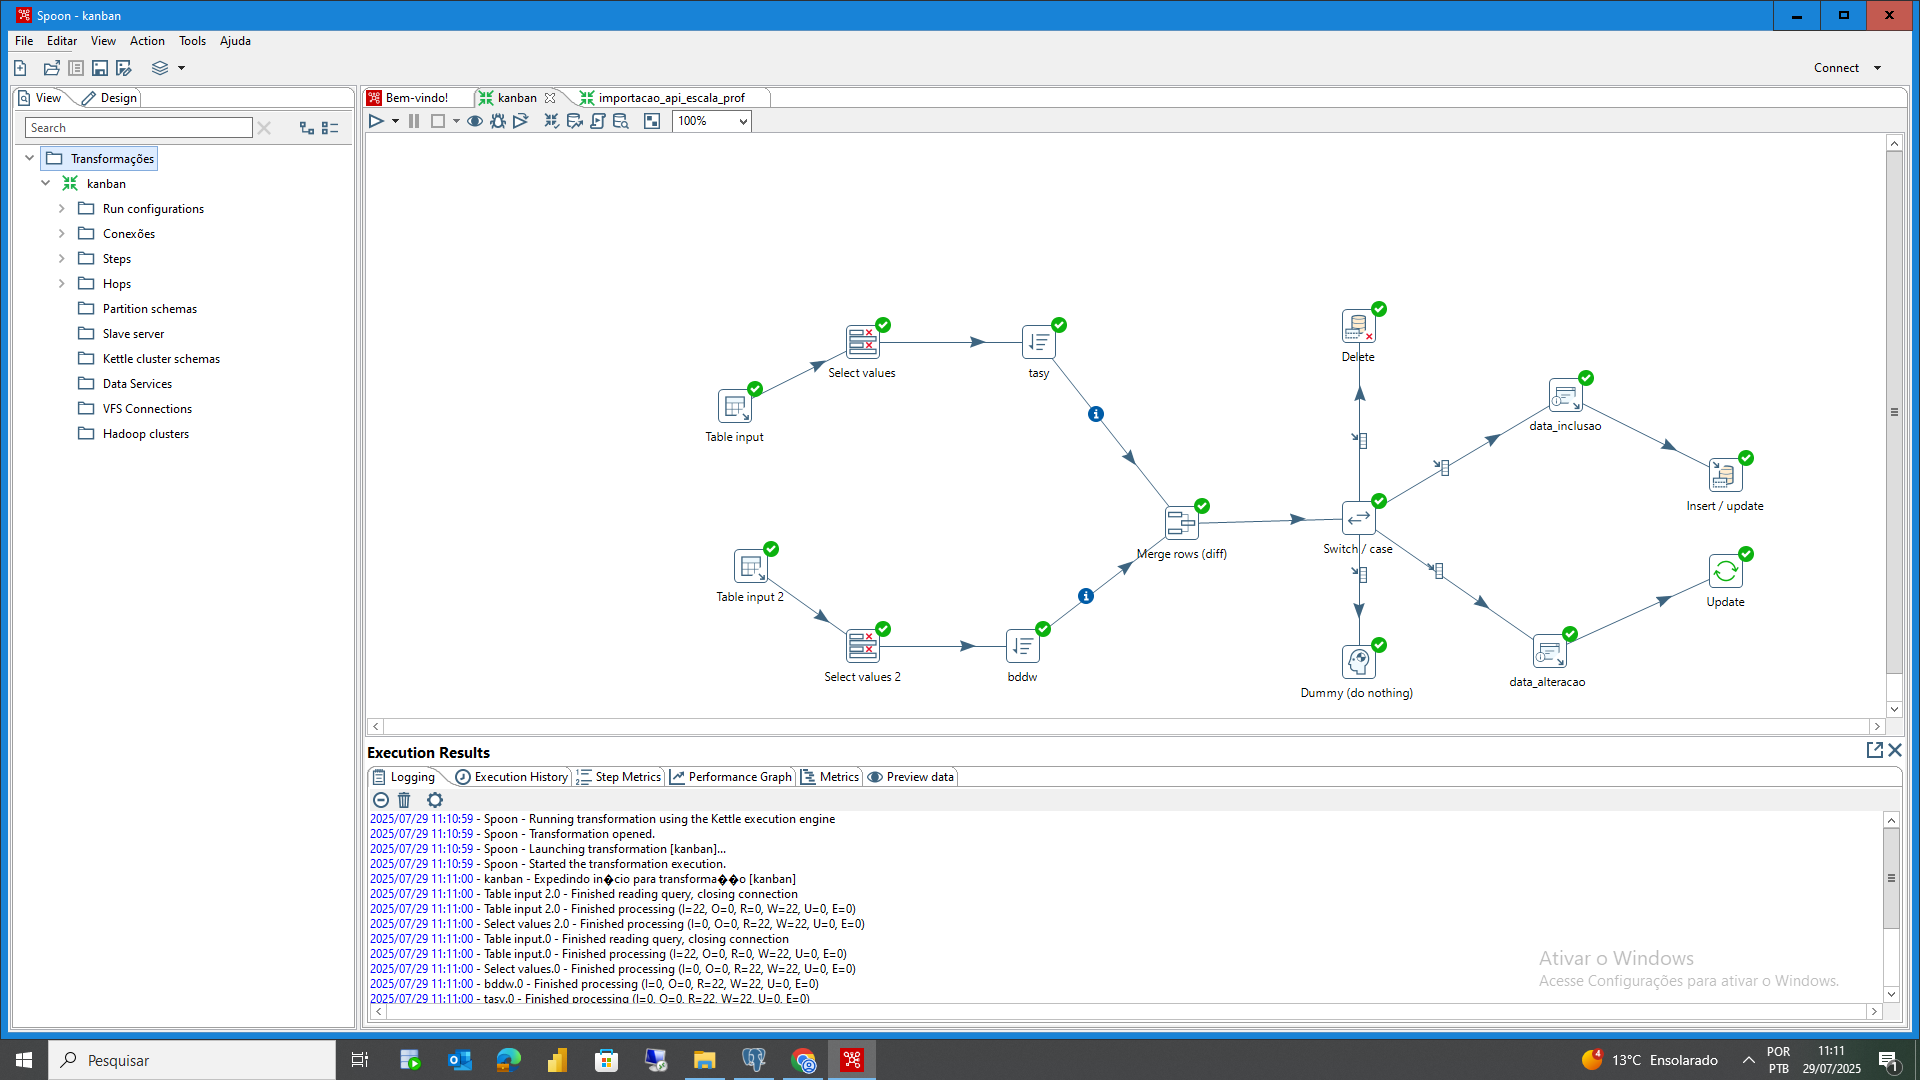 Spoon - kanban
File Editar View Action Tools Ajuda
Connect
View Design
Search
Transformações
kanban
Run configurations
Conexões
Steps
Hops
Partition schemas
Slave server
Kettle cluster schemas
Data Services
VFS Connections
Hadoop clusters
Bem-vindo! kanban importacao_api_escala_prof
100%
Delete
Select values
tasy
data_inclusao
Table input
Insert / update
Switch / case
Merge rows (diff)
Table input 2
Update
Select values 2
bddw
data_alteracao
Dummy (do nothing)
Execution Results
Logging Execution History Step Metrics Performance Graph Metrics Preview data
2025/07/29 11:10:59 - Spoon - Running transformation using the Kettle execution engine
2025/07/29 11:10:59 - Spoon - Transformation opened.
2025/07/29 11:10:59 - Spoon - Launching transformation [kanban]...
2025/07/29 11:10:59 - Spoon - Started the transformation execution.
2025/07/29 11:11:00 - kanban - Expedindo in�cio para transforma��o [kanban]
2025/07/29 11:11:00 - Table input 2.0 - Finished reading query, closing connection
2025/07/29 11:11:00 - Table input 2.0 - Finished processing (I=22, O=0, R=0, W=22, U=0, E=0)
2025/07/29 11:11:00 - Select values 2.0 - Finished processing (I=0, O=0, R=22, W=22, U=0, E=0)
2025/07/29 11:11:00 - Table input.0 - Finished reading query, closing connection
2025/07/29 11:11:00 - Table input.0 - Finished processing (I=22, O=0, R=0, W=22, U=0, E=0)
2025/07/29 11:11:00 - Select values.0 - Finished processing (I=0, O=0, R=22, W=22, U=0, E=0)
2025/07/29 11:11:00 - bddw.0 - Finished processing (I=0, O=0, R=22, W=22, U=0, E=0)
2025/07/29 11:11:00 - tasy.0 - Finished processing (I=0, O=0, R=22, W=22, U=0, E=0)
Ativar o Windows
Acesse Configurações para ativar o Windows.
Pesquisar
4
13°C Ensolarado
POR
PTB
11:11
29/07/2025
1